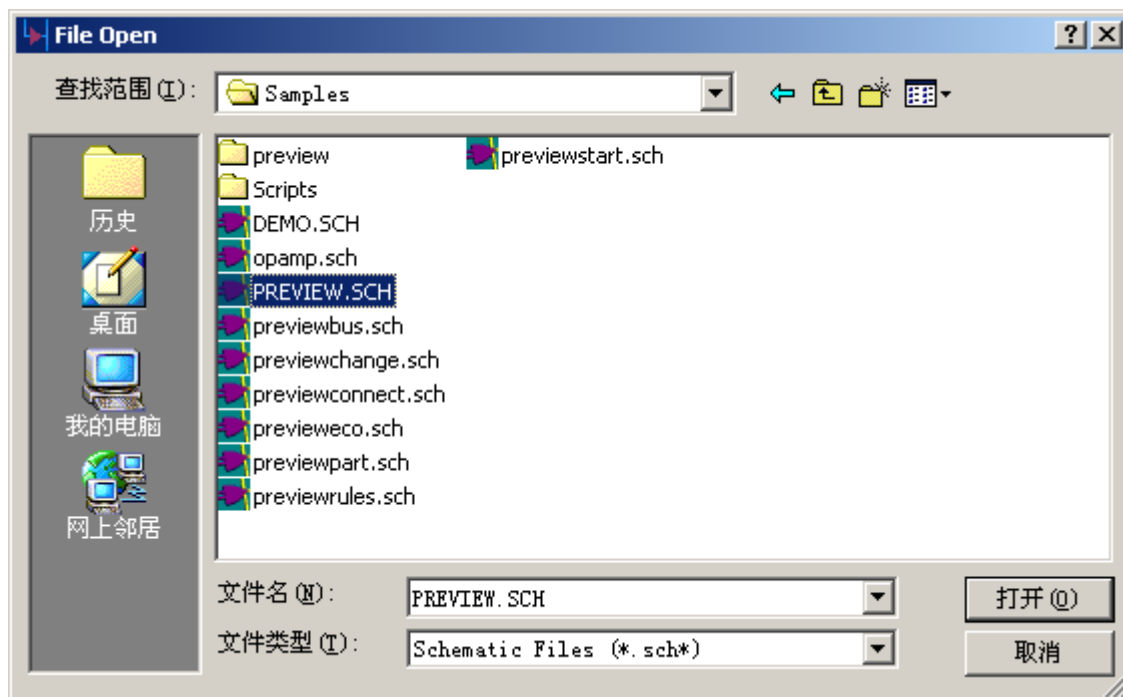 File Open
查找范围(I):
Samples
历史
桌面
我的电脑
网上邻居
preview
Scripts
DEMO.SCH
opamp.sch
PREVIEW.SCH
previewbus.sch
previewchange.sch
previewconnect.sch
previeweco.sch
previewpart.sch
previewrules.sch
previewstart.sch
文件名(N):
PREVIEW.SCH
打开(O)
文件类型(T):
Schematic Files (*.sch*)
取消